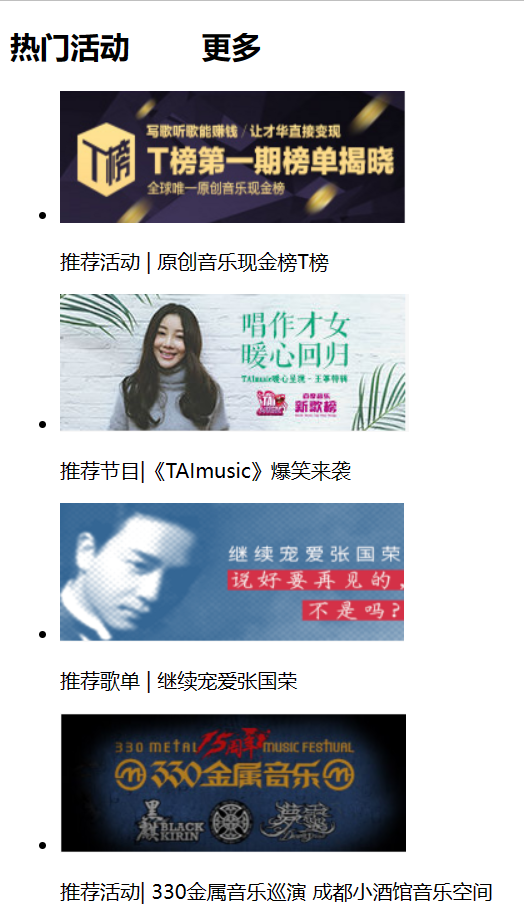 热门活动 更多
T榜
写歌听歌能赚钱 / 让才华直接变现
T榜第一期榜单揭晓
全球唯一原创音乐现金榜
推荐活动 | 原创音乐现金榜T榜
唱作才女
暖心回归
TAImusic暖心呈现 - 王筝特辑
TAI MUSIC
百度音乐
新歌榜
推荐节目|《TAImusic》爆笑来袭
继续宠爱张国荣
说好要再见的,
不是吗?
推荐歌单 | 继续宠爱张国荣
330 METAL 15周年 MUSIC FESTIVAL
330金属音乐
黑麒 BLACK KIRIN
推荐活动| 330金属音乐巡演 成都小酒馆音乐空间